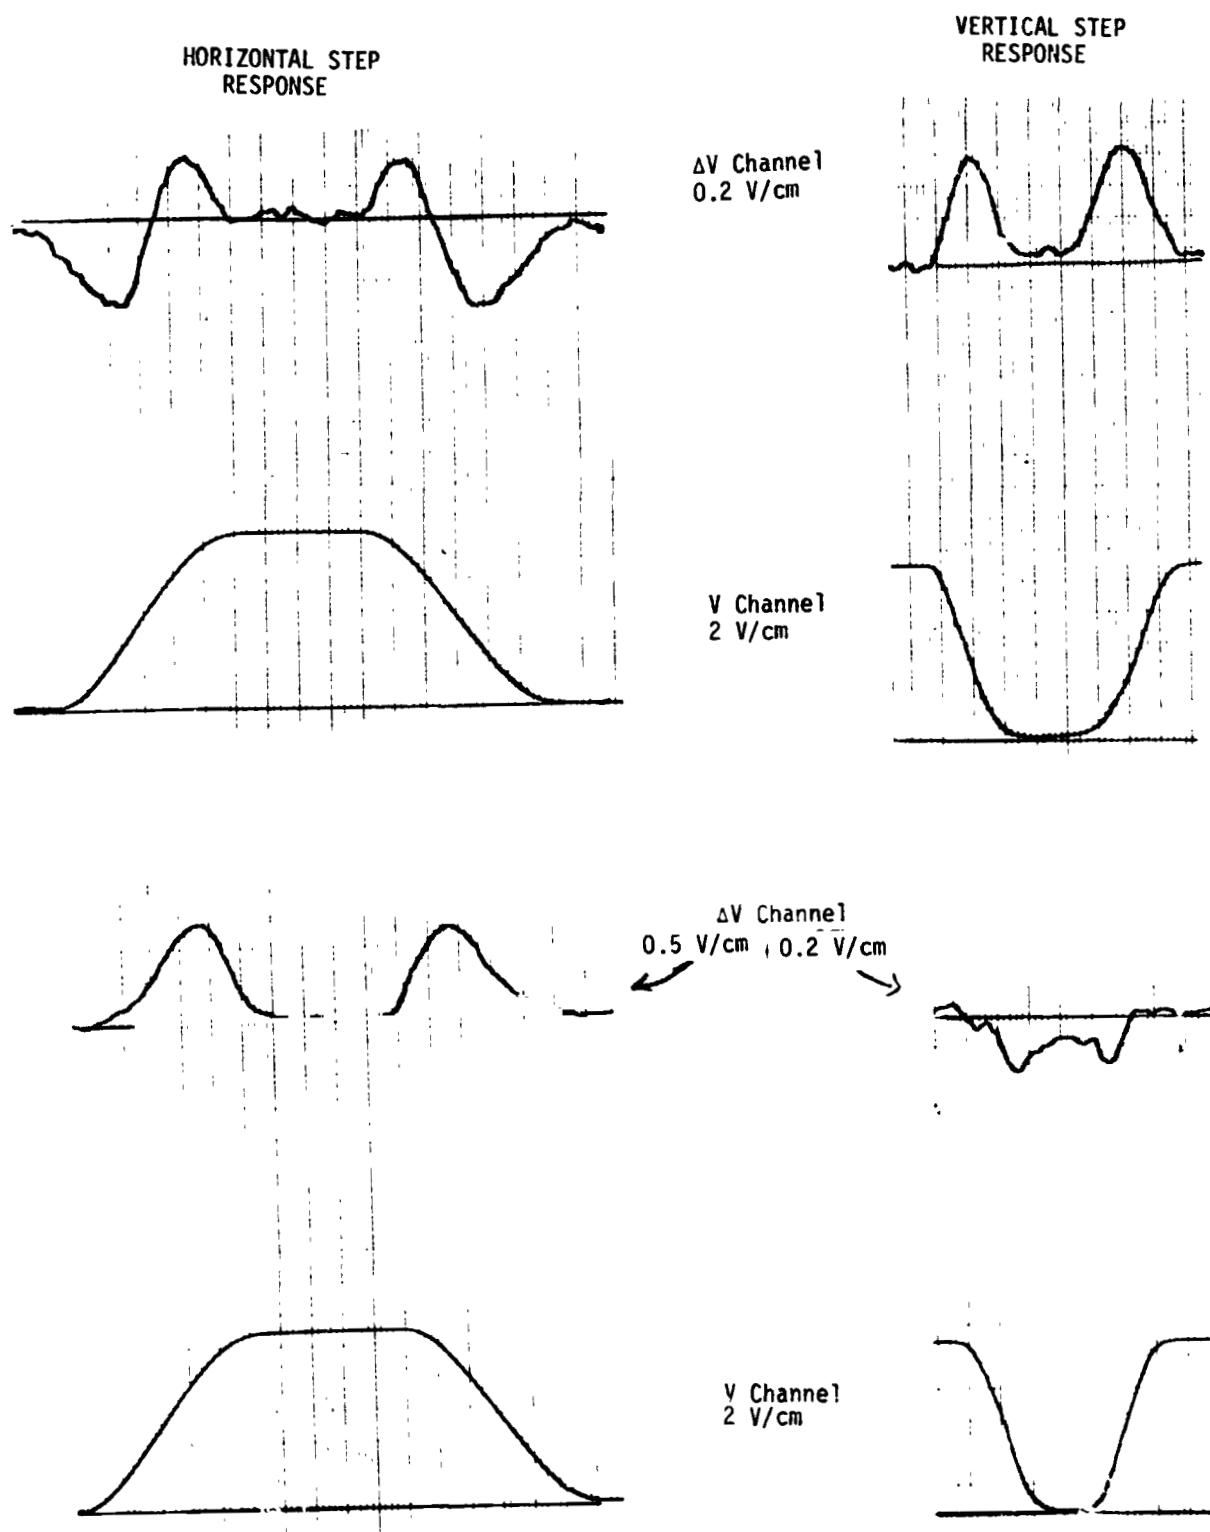 HORIZONTAL STEP
RESPONSE
VERTICAL STEP
RESPONSE
ΔV Channel
0.2 V/cm
V Channel
2 V/cm
ΔV Channel
0.5 V/cm 0.2 V/cm
V Channel
2 V/cm